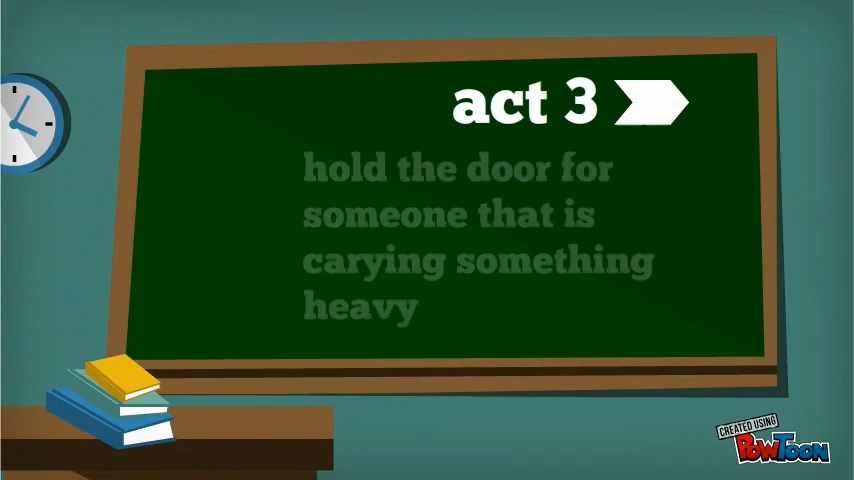 act 3
hold the door for
someone that is
carying something
heavy
CREATED USING
POWTOON